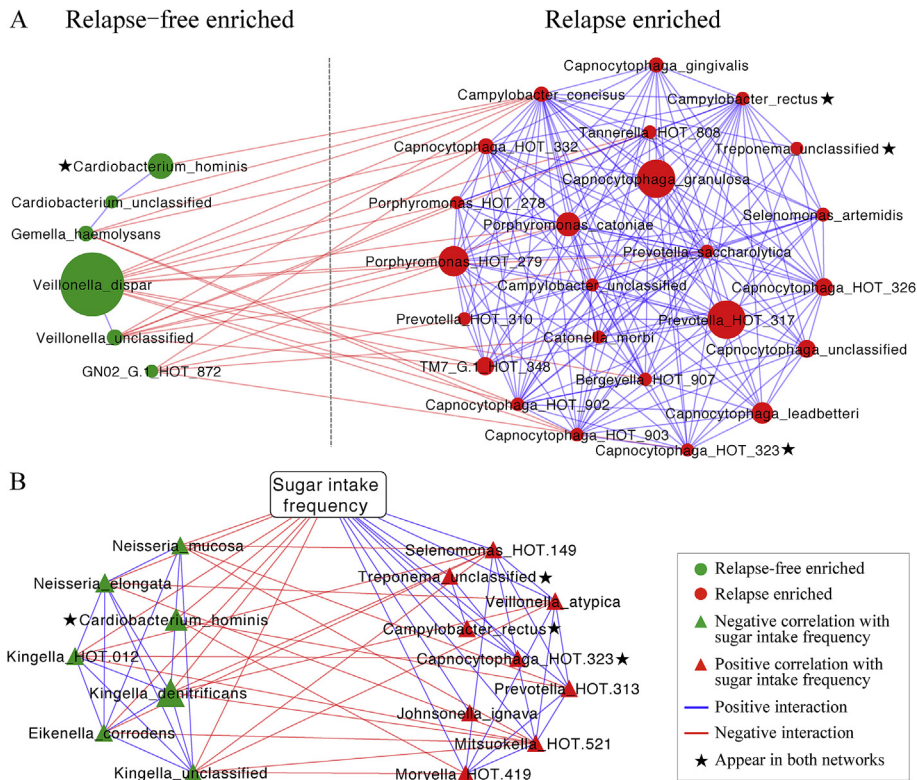 A
Relapse−free enriched
Relapse enriched
Capnocytophaga_gingivalis
Campylobacter_concisus
Campylobacter_rectus★
Tannerella_HOT_808
Capnocytophaga_HOT_332
Treponema_unclassified★
★Cardiobacterium_hominis
Capnocytophaga_granulosa
Cardiobacterium_unclassified
Porphyromonas_HOT_278
Selenomonas_artemidis
Porphyromonas_catoniae
Gemella_haemolysans
Prevotella_saccharolytica
Porphyromonas_HOT_279
Veillonella_dispar
Campylobacter_unclassified
Capnocytophaga_HOT_326
Prevotella_HOT_310
Prevotella_HOT_317
Veillonella_unclassified
Catonella_morbi
Capnocytophaga_unclassified
GN02_G.1_HOT_872
TM7_G.1_HOT_348
Bergeyella_HOT_907
Capnocytophaga_HOT_902
Capnocytophaga_leadbetteri
Capnocytophaga_HOT_903
Capnocytophaga_HOT_323★
B
Sugar intake
frequency
Neisseria_mucosa
Selenomonas_HOT.149
Neisseria_elongata
Treponema_unclassified★
Veillonella_atypica
★Cardiobacterium_hominis
Campylobacter_rectus★
Kingella_HOT.012
Capnocytophaga_HOT.323★
Kingella_denitrificans
Prevotella_HOT.313
Johnsonella_ignava
Eikenella_corrodens
Mitsuokella_HOT.521
Kingella_unclassified
Morvella_HOT.419
Relapse-free enriched
Relapse enriched
Negative correlation with
sugar intake frequency
Positive correlation with
sugar intake frequency
Positive interaction
Negative interaction
★ Appear in both networks